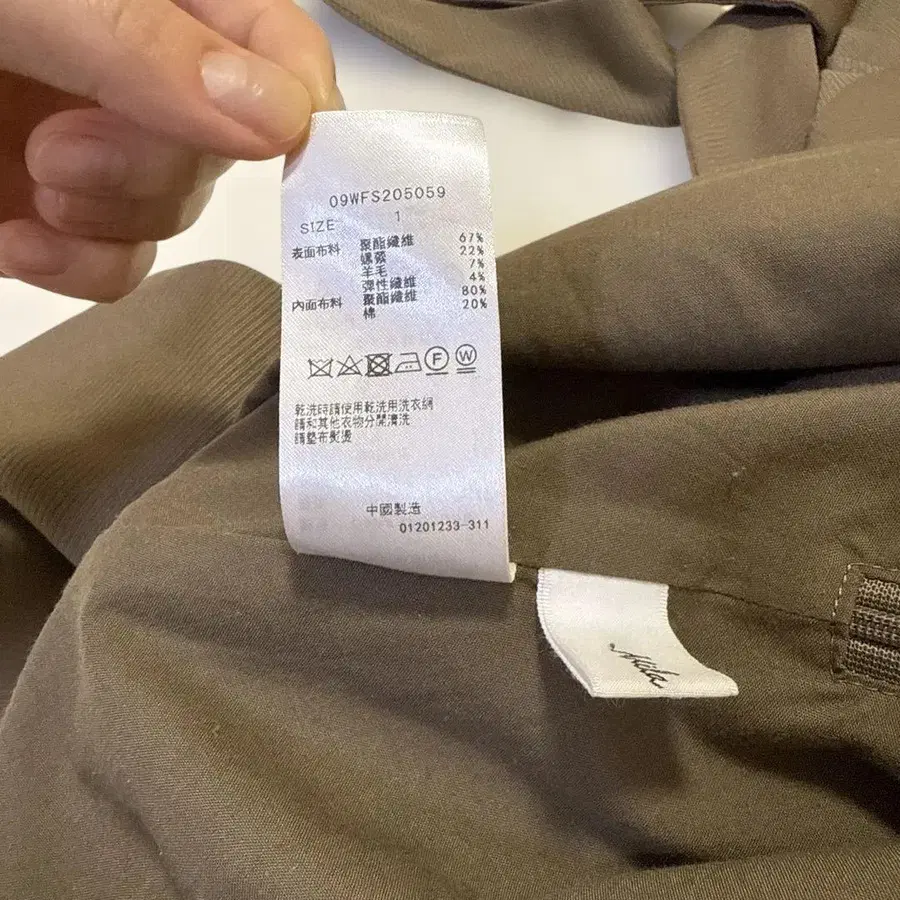 09WFS205059
SIZE 1
表面布料 聚酯纖維 67%
嫘縈 22%
羊毛 7%
彈性纖維 4%
內面布料 聚酯纖維 80%
棉 20%
F W
乾洗時請使用乾洗用洗衣網
請和其他衣物分開清洗
請墊布熨燙
中國製造
01201233-311